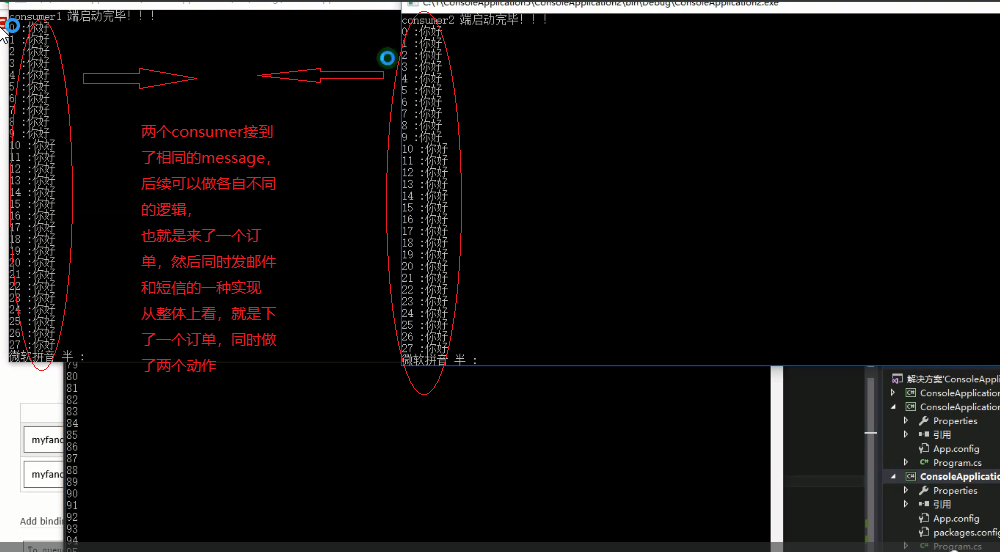 consumer1 端启动完毕！！！
0 :你好
1 :你好
2 :你好
3 :你好
4 :你好
5 :你好
6 :你好
7 :你好
8 :你好
9 :你好
10 :你好
11 :你好
12 :你好
13 :你好
14 :你好
15 :你好
16 :你好
17 :你好
18 :你好
19 :你好
20 :你好
21 :你好
22 :你好
23 :你好
24 :你好
25 :你好
26 :你好
27 :你好
微软拼音 半 :
两个consumer接到
了相同的message，
后续可以做各自不同
的逻辑，
也就是来了一个订
单，然后同时发邮件
和短信的一种实现
从整体上看，就是下
了一个订单，同时做
了两个动作
consumer2 端启动完毕！！！
0 :你好
1 :你好
2 :你好
3 :你好
4 :你好
5 :你好
6 :你好
7 :你好
8 :你好
9 :你好
10 :你好
11 :你好
12 :你好
13 :你好
14 :你好
15 :你好
16 :你好
17 :你好
18 :你好
19 :你好
20 :你好
21 :你好
22 :你好
23 :你好
24 :你好
25 :你好
26 :你好
27 :你好
微软拼音 半 :
79
80
81
82
83
84
85
86
87
88
89
90
91
92
93
94
myfano
myfano
Add bindin
To queue
解决方案'ConsoleAppli
ConsoleApplication
ConsoleApplication
Properties
引用
App.config
Program.cs
ConsoleApplicatio
Properties
引用
App.config
packages.config
Program.cs